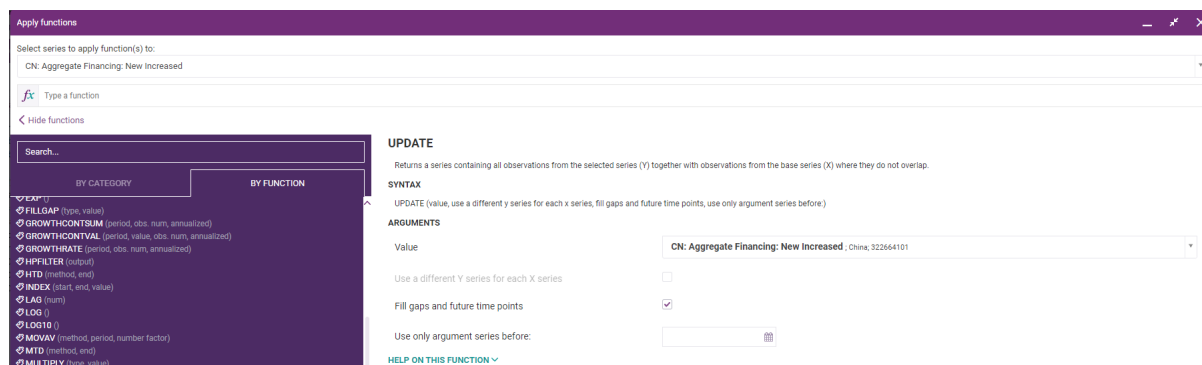 Apply functions
Select series to apply function(s) to:
CN: Aggregate Financing: New Increased
fx Type a function
Hide functions
Search...
BY CATEGORY BY FUNCTION
EXP ()
FILLGAP (type, value)
GROWTHCONTSUM (period, obs. num, annualized)
GROWTHCONTVAL (period, value, obs. num, annualized)
GROWTHRATE (period, obs. num, annualized)
HPFILTER (output)
HTD (method, end)
INDEX (start, end, value)
LAG (num)
LOG ()
LOG10 ()
MOVAV (method, period, number factor)
MTD (method, end)
MULTIPLY (type, value)
UPDATE
Returns a series containing all observations from the selected series (Y) together with observations from the base series (X) where they do not overlap.
SYNTAX
UPDATE (value, use a different y series for each x series, fill gaps and future time points, use only argument series before:)
ARGUMENTS
Value CN: Aggregate Financing: New Increased ; China; 322664101
Use a different Y series for each X series
Fill gaps and future time points
Use only argument series before:
HELP ON THIS FUNCTION